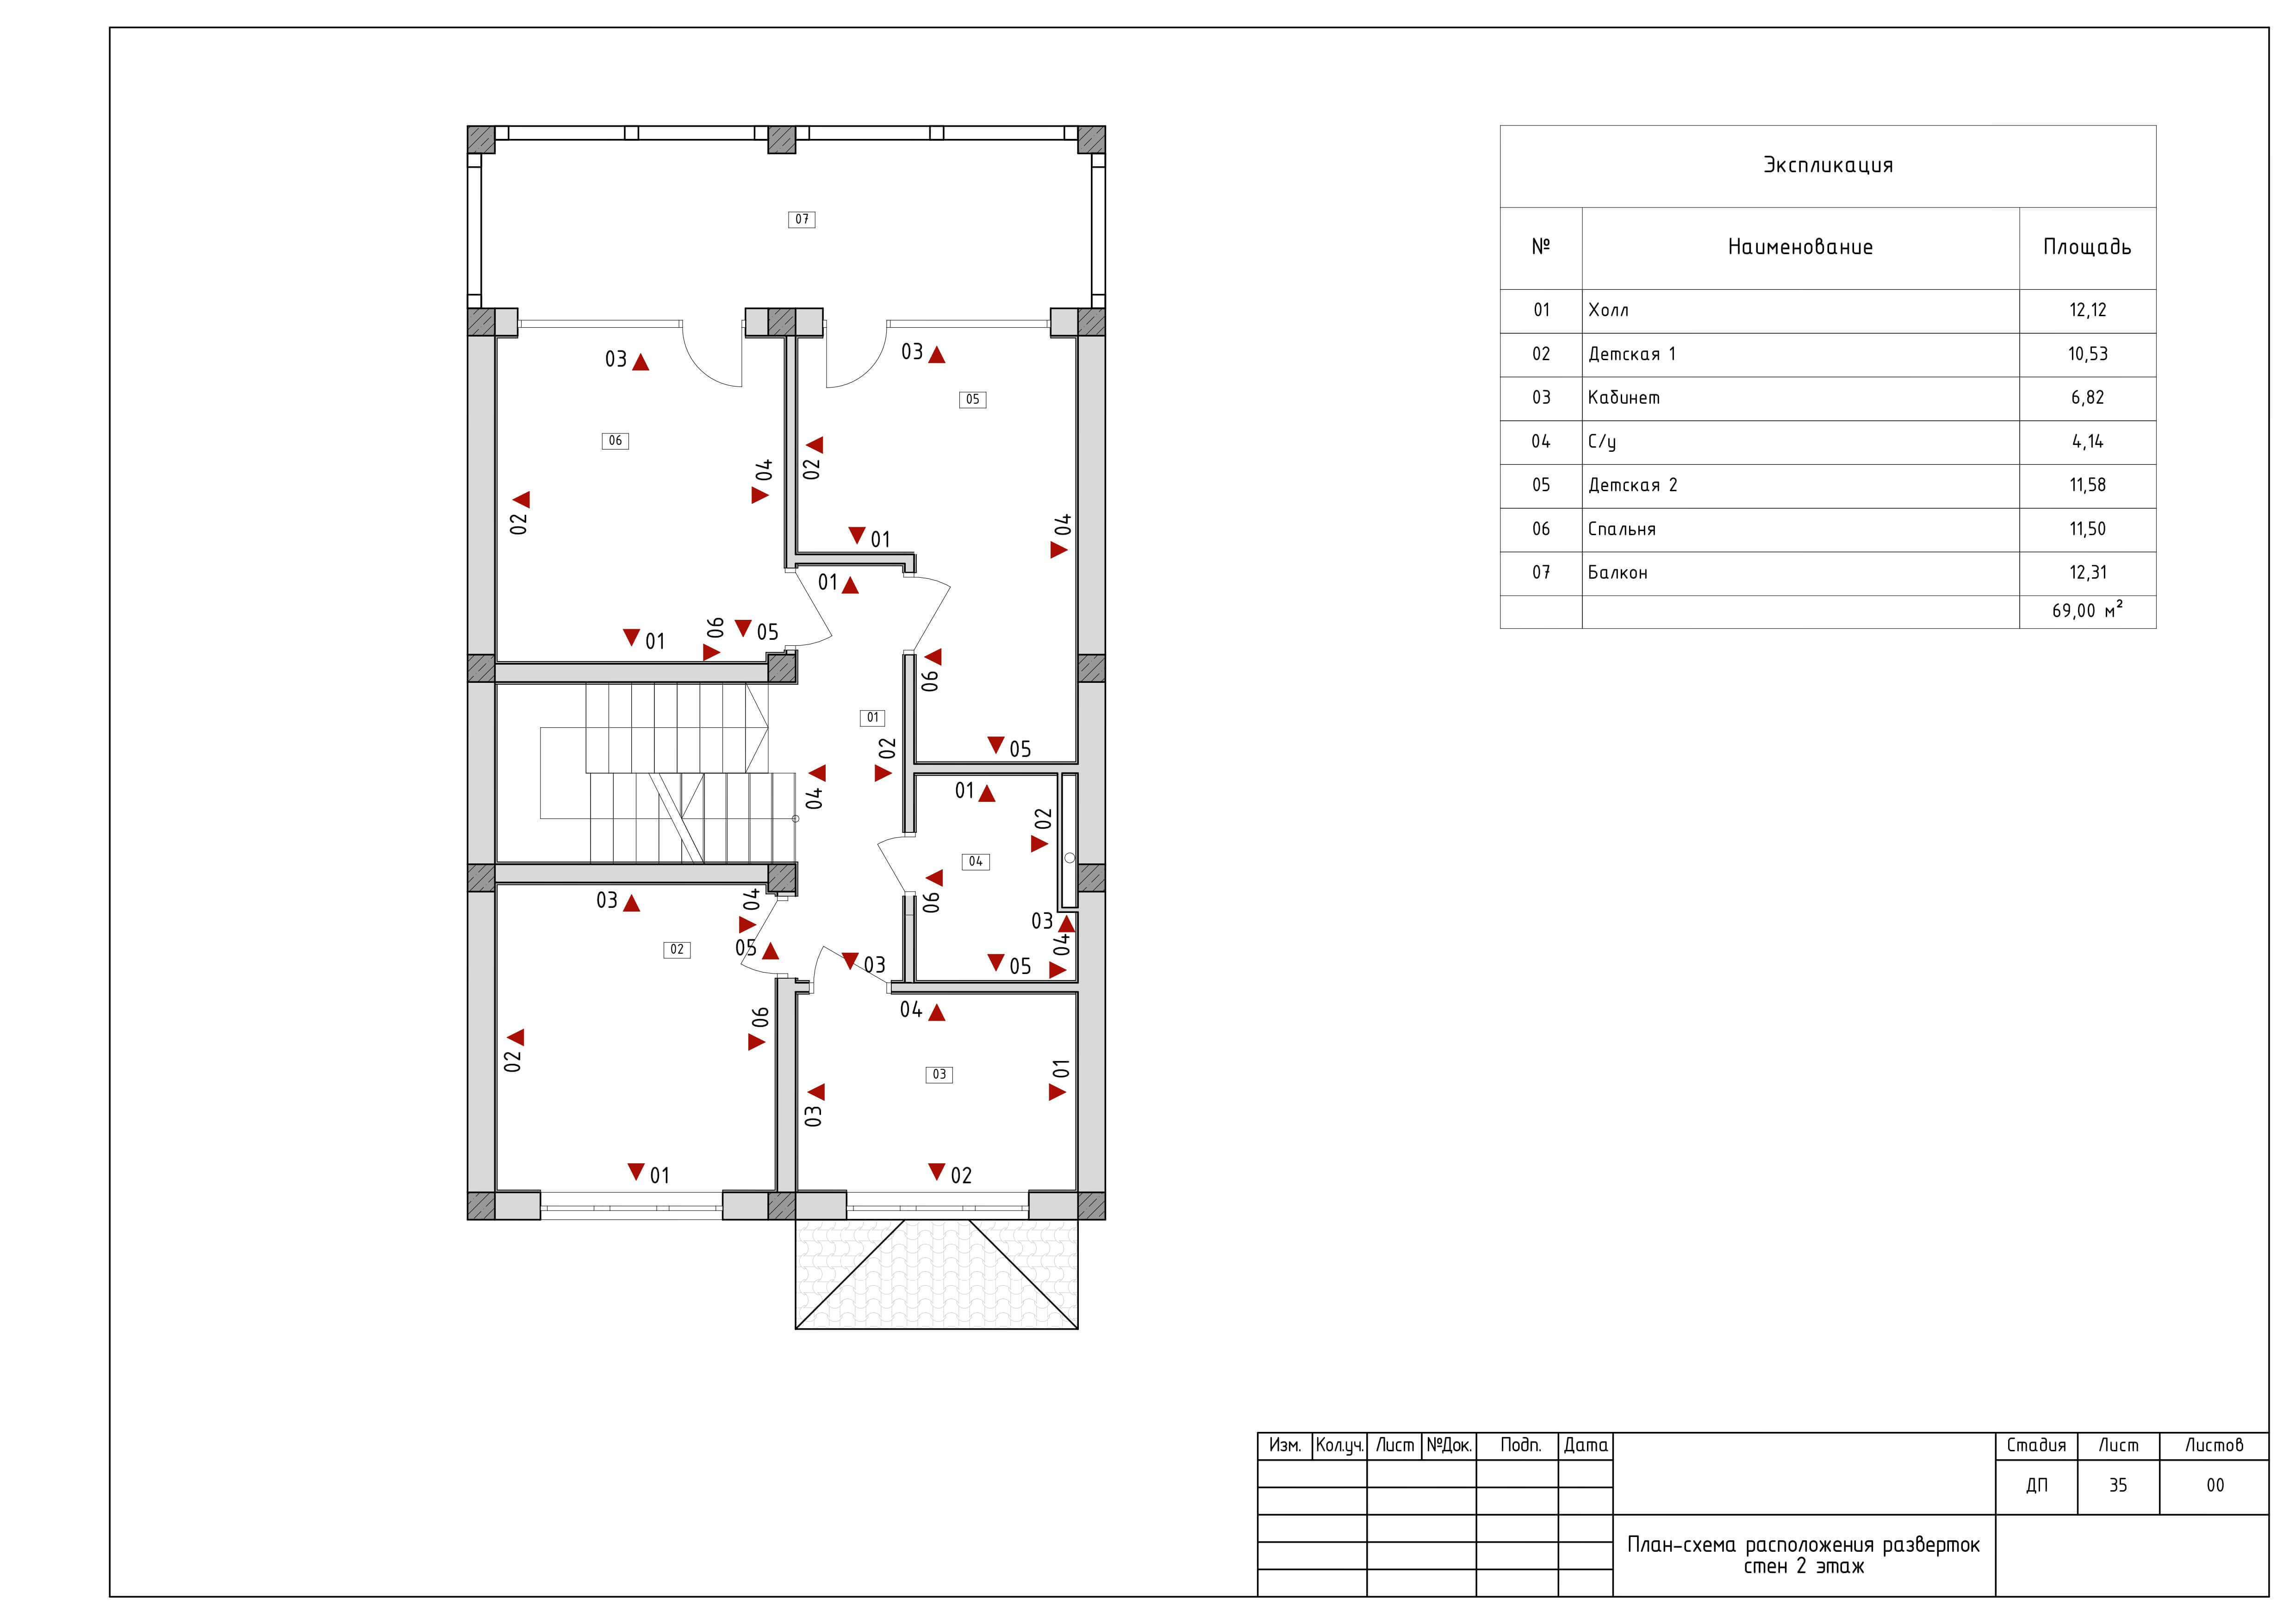 07
03
03
05
06
02
04
02
04
01
01
06
05
01
06
01
02
05
04
01
02
04
03
04
06
02
05
03
04
03
05
04
06
03
01
02
03
01
02
Экспликация
№ Наименование Площадь
01 Холл 12,12
02 Детская 1 10,53
03 Кабинет 6,82
04 С/у 4,14
05 Детская 2 11,58
06 Спальня 11,50
07 Балкон 12,31
69,00 м²
Изм. Кол.уч. Лист №Док. Подп. Дата
Стадия Лист Листов
ДП 35 00
План-схема расположения разверток
стен 2 этаж